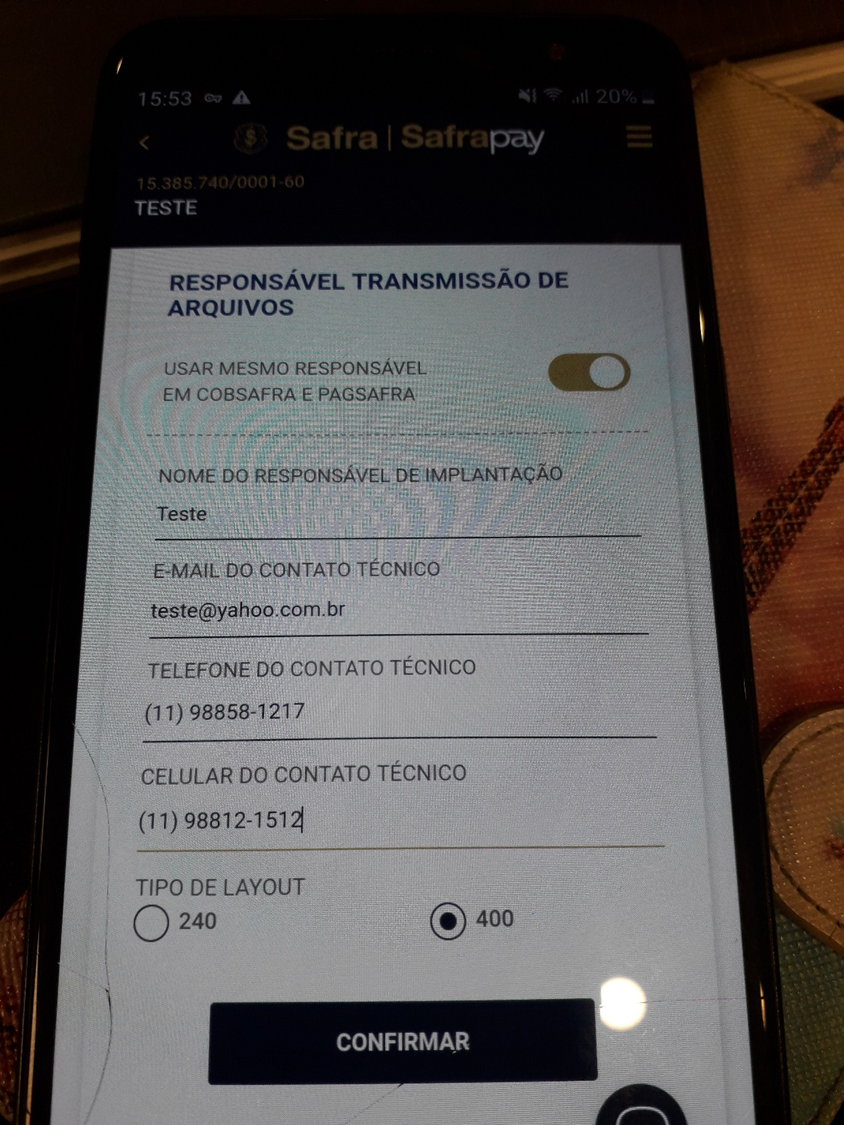 15:53 20%
Safra | Safrapay
15.385.740/0001-60
TESTE
RESPONSÁVEL TRANSMISSÃO DE
ARQUIVOS
USAR MESMO RESPONSÁVEL
EM COBSAFRA E PAGSAFRA
NOME DO RESPONSÁVEL DE IMPLANTAÇÃO
Teste
E-MAIL DO CONTATO TÉCNICO
teste@yahoo.com.br
TELEFONE DO CONTATO TÉCNICO
(11) 98858-1217
CELULAR DO CONTATO TÉCNICO
(11) 98812-1512
TIPO DE LAYOUT
240 400
CONFIRMAR